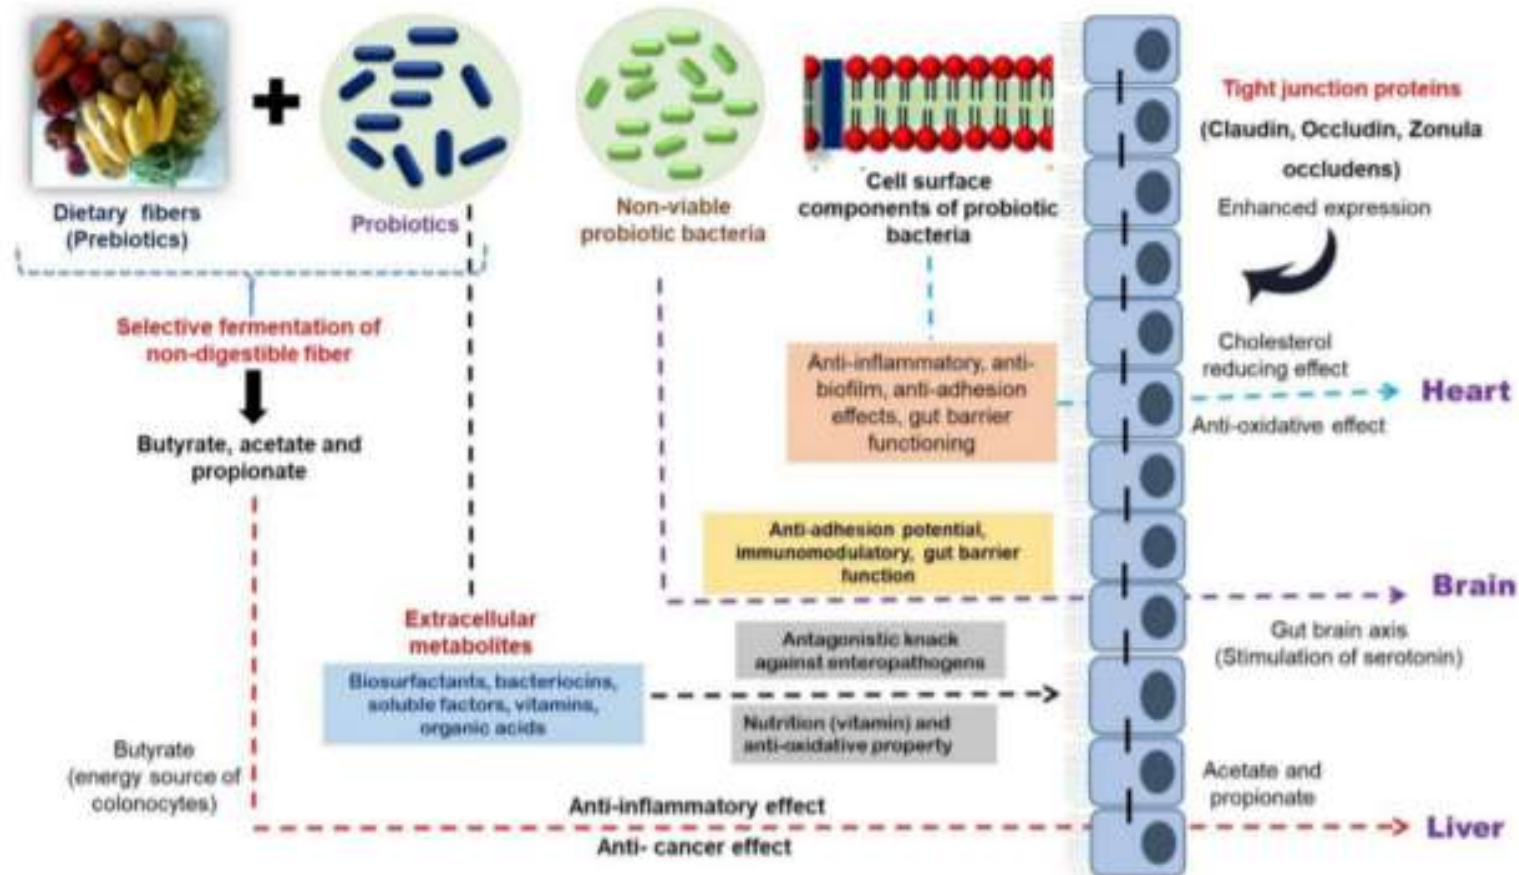 Dietary fibers
(Prebiotics)
Probiotics
Non-viable
probiotic bacteria
Cell surface
components of probiotic
bacteria
Tight junction proteins
(Claudin, Occludin, Zonula
occludens)
Enhanced expression
Selective fermentation of
non-digestible fiber
Butyrate, acetate and
propionate
Anti-inflammatory, anti-
biofilm, anti-adhesion
effects, gut barrier
functioning
Cholesterol
reducing effect
Heart
Anti-oxidative effect
Anti-adhesion potential,
immunomodulatory, gut barrier
function
Brain
Gut brain axis
(Stimulation of serotonin)
Extracellular
metabolites
Biosurfactants, bacteriocins,
soluble factors, vitamins,
organic acids
Antagonistic knack
against enteropathogens
Nutrition (vitamin) and
anti-oxidative property
Butyrate
(energy source of
colonocytes)
Anti-inflammatory effect
Anti- cancer effect
Acetate and
propionate
Liver